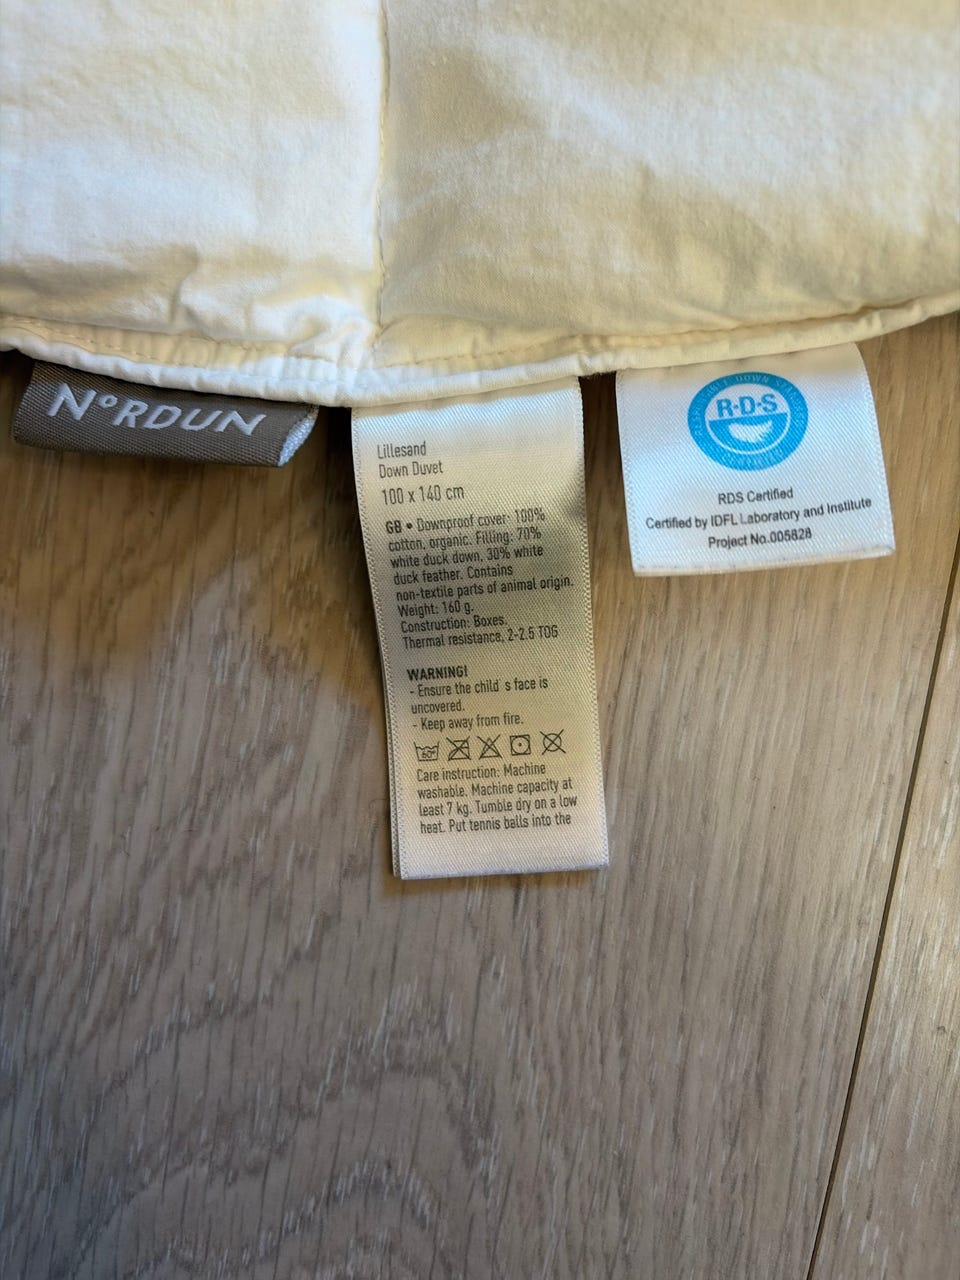 N°RDUN
Lillesand
Down Duvet
100 x 140 cm
GB • Downproof cover: 100%
cotton, organic. Filling: 70%
white duck down, 30% white
duck feather. Contains
non-textile parts of animal origin.
Weight: 160 g.
Construction: Boxes.
Thermal resistance, 2-2.5 TOG
WARNING!
- Ensure the child´s face is
uncovered.
- Keep away from fire.
60°
Care instruction: Machine
washable. Machine capacity at
least 7 kg. Tumble dry on a low
heat. Put tennis balls into the
DOWN
R·D·S
RDS Certified
Certified by IDFL Laboratory and Institute
Project No.005828